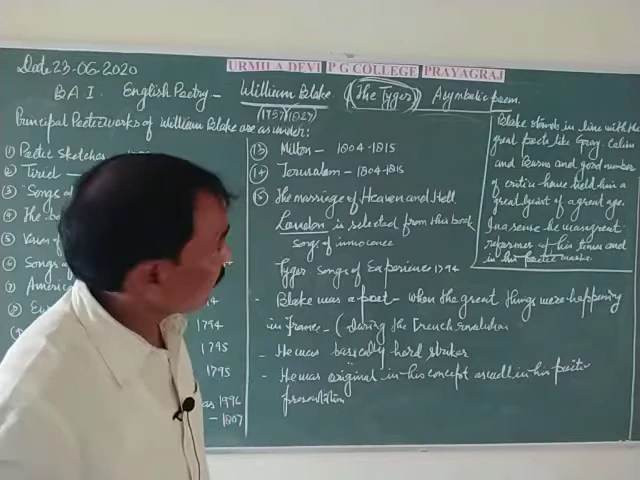 Date 23-06-2020
URMILA DEVI P G COLLEGE PRAYAGRAJ
B.A I. English Poetry - William Blake. (The Tyger) A symbolic poem.
(1757-1827)
Principal Poetic works of William Blake are as under:
① Poetic Sketches
② Tiriel
③ "Songs of
④ The
⑤ Vision of
⑥ Songs
⑦ America
⑧ Eu
1794
1795
1795
as 1996
- 1807
⑬ Milton - 1804-1815
⑭ Jerusalem - 1804-1815
⑮ The marriage of Heaven and Hell
London is selected from this book
songs of innocence
Tyger songs of Experience 1794
- Blake was a poet - when the great things were happening
in France - (during the French
- He was basically hard
- He was original in his concept as well in his poetic
presentation
Blake stands in line with the
great poets like Gray,
and Burns and good number
of critics have held him a
great of a great age.
In a sense he was great
reformer of his times and
in his poetic works.